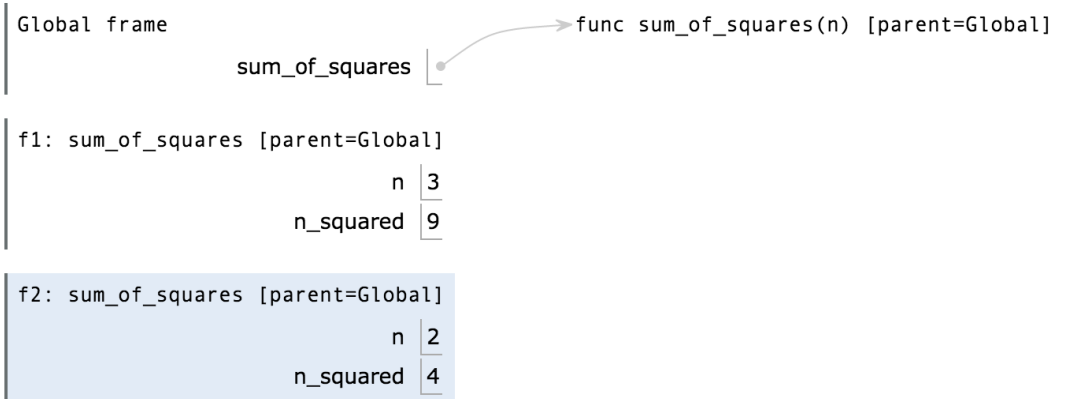 Global frame
func sum_of_squares(n) [parent=Global]
sum_of_squares
f1: sum_of_squares [parent=Global]
n 3
n_squared 9
f2: sum_of_squares [parent=Global]
n 2
n_squared 4